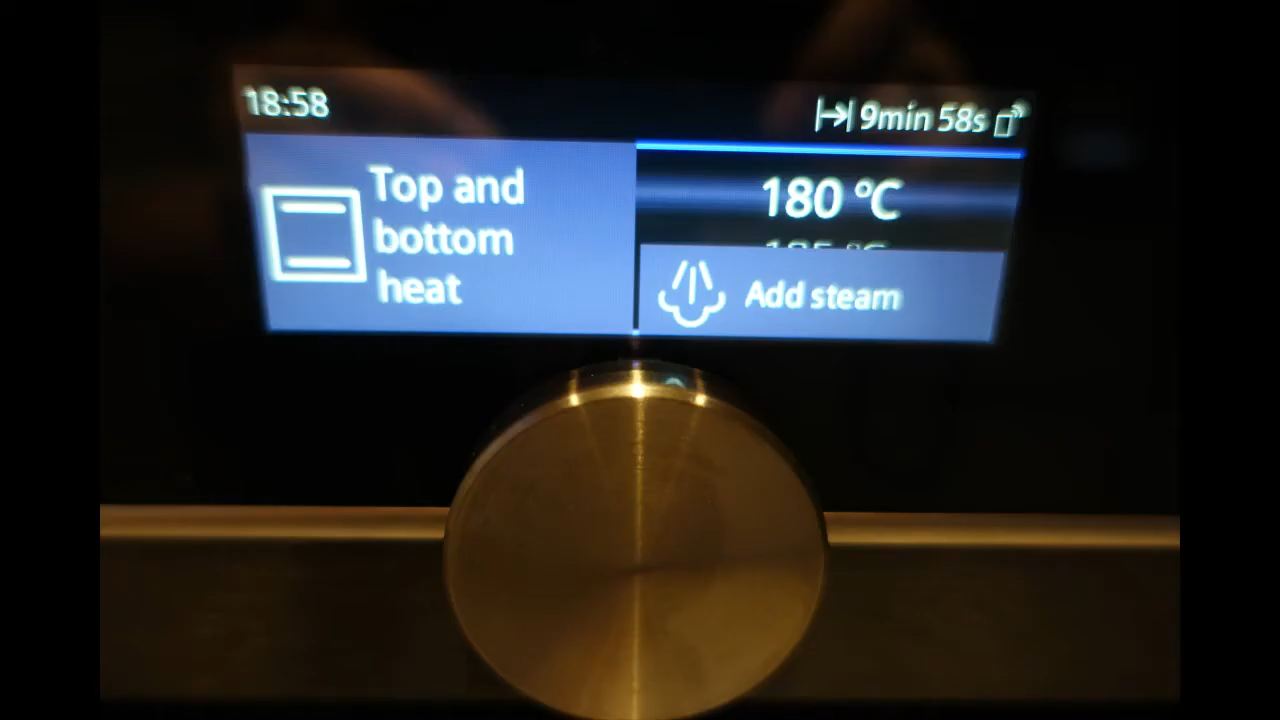 18:58
9min 58s
Top and
bottom
heat
180 °C
Add steam